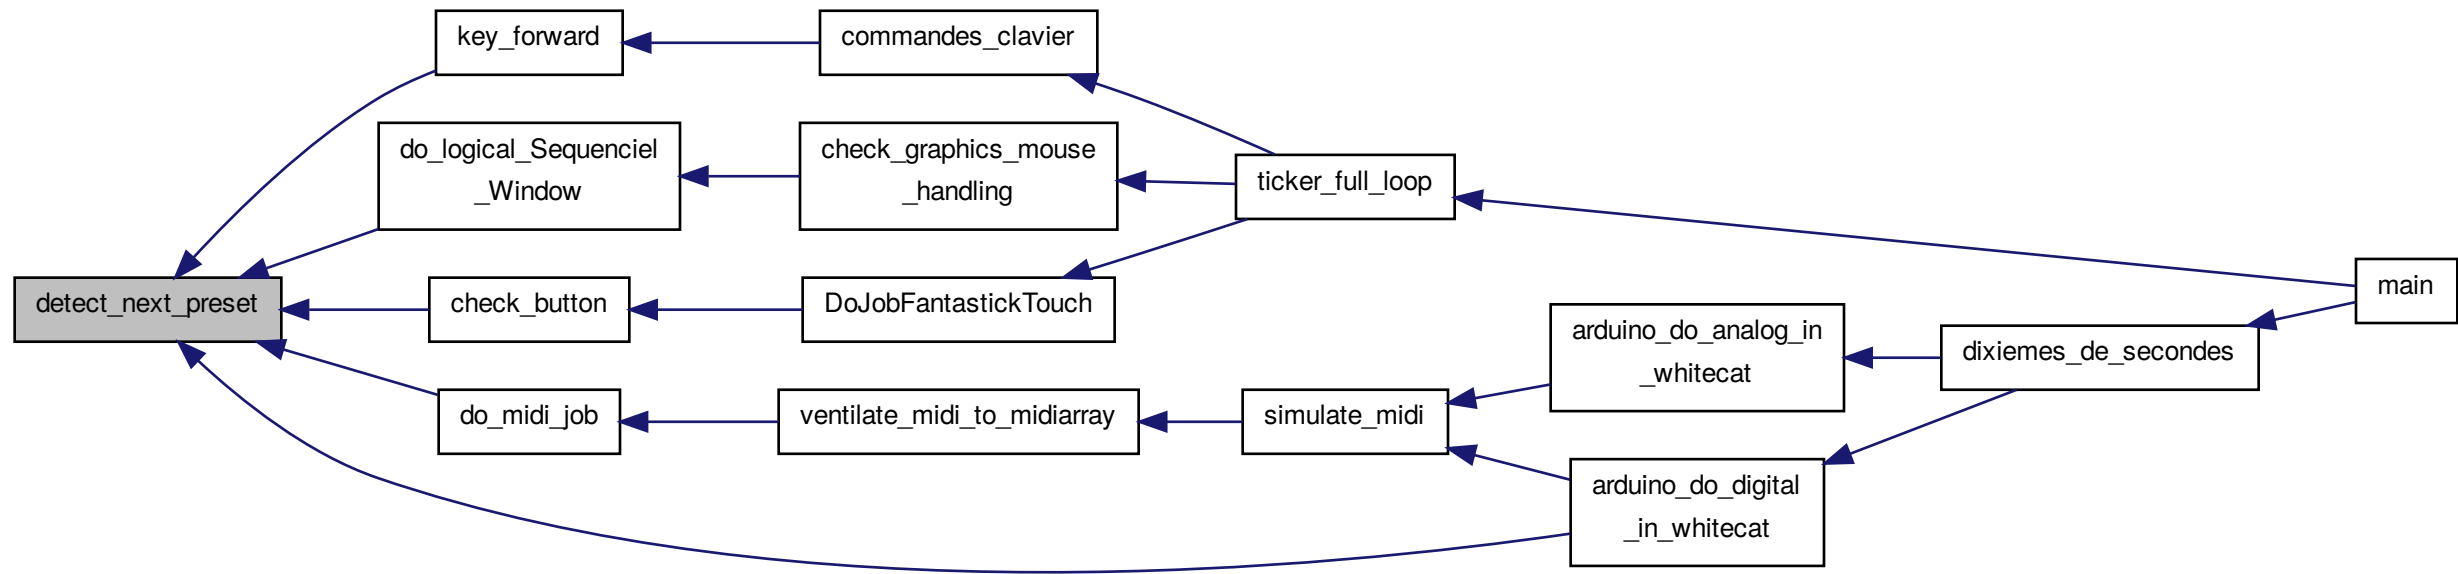 key_forward
commandes_clavier
do_logical_Sequenciel
_Window
check_graphics_mouse
_handling
ticker_full_loop
detect_next_preset
check_button
DoJobFantastickTouch
main
arduino_do_analog_in
_whitecat
dixiemes_de_secondes
do_midi_job
ventilate_midi_to_midiarray
simulate_midi
arduino_do_digital
_in_whitecat